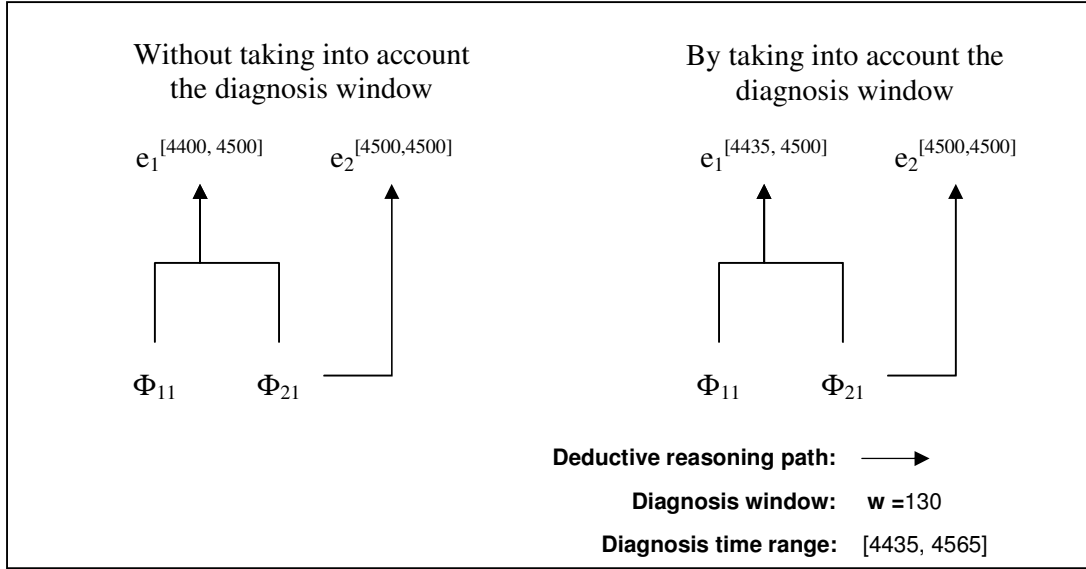 Without taking into account
the diagnosis window
e₁[4400, 4500] e₂[4500,4500]
Φ₁₁ Φ₂₁
By taking into account the
diagnosis window
e₁[4435, 4500] e₂[4500,4500]
Φ₁₁ Φ₂₁
Deductive reasoning path:
Diagnosis window: w =130
Diagnosis time range: [4435, 4565]